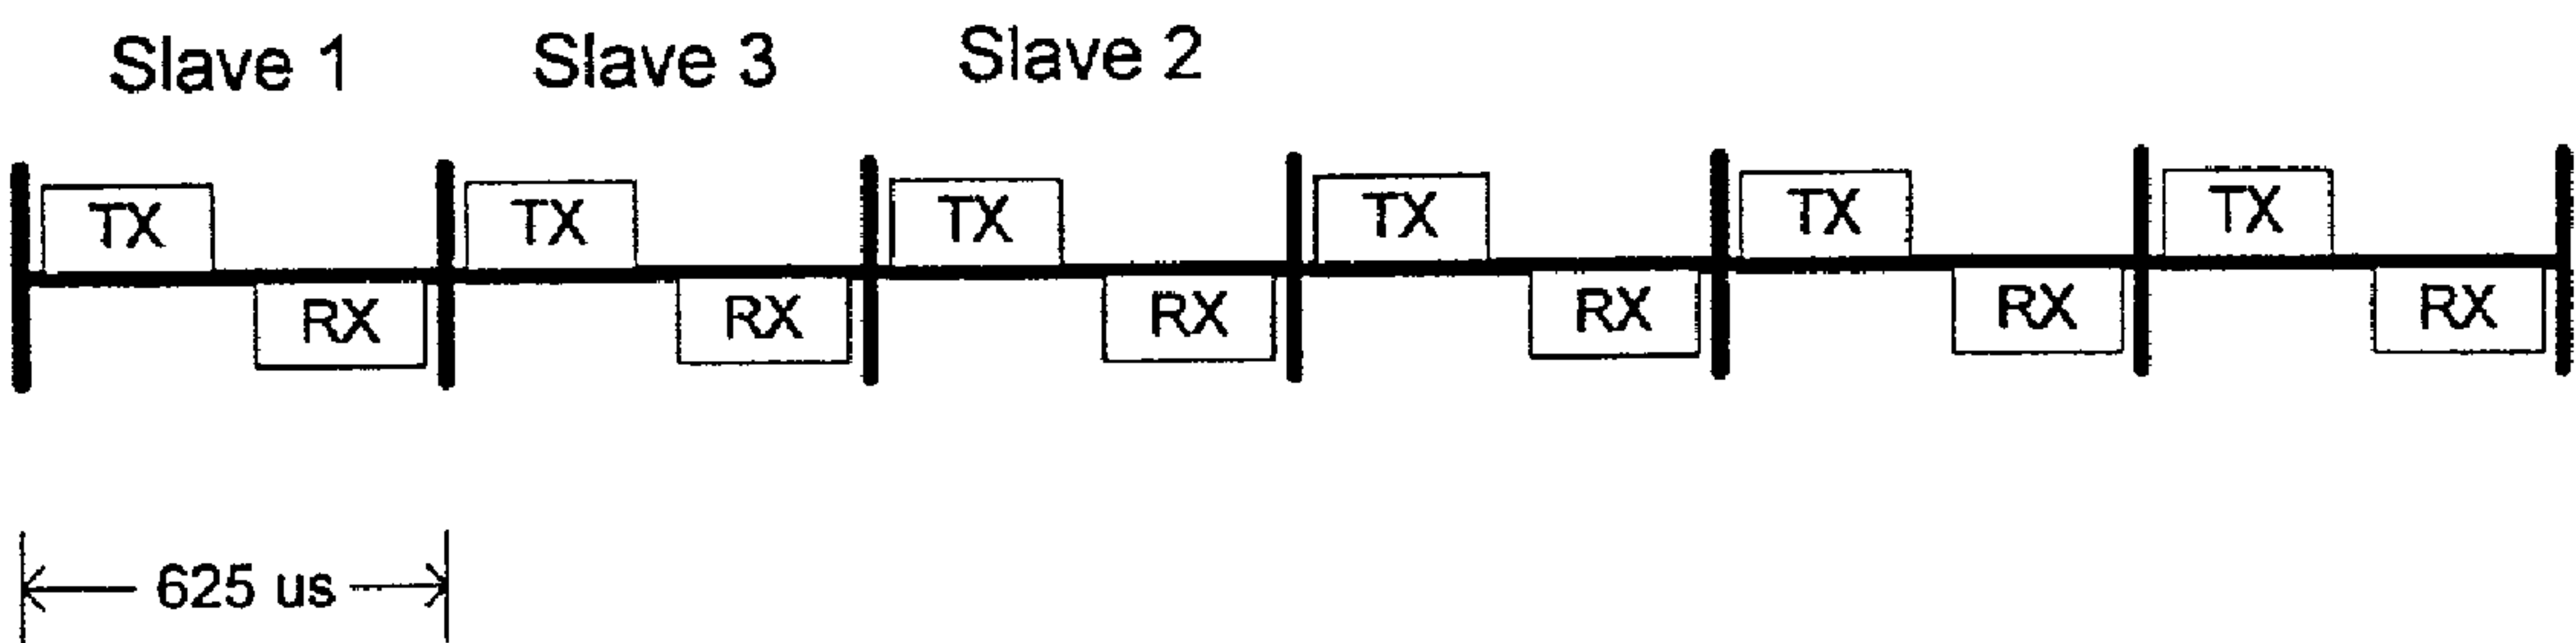 Slave 1 Slave 3 Slave 2
TX TX TX TX TX TX
RX RX RX RX RX RX
625 us